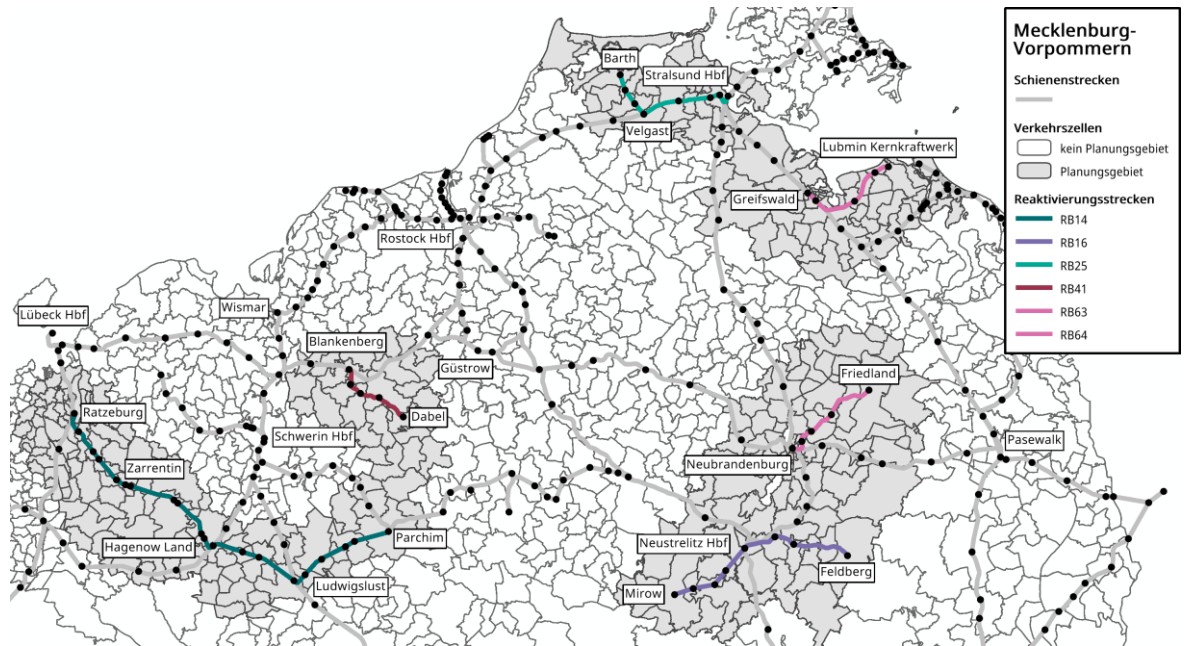 Mecklenburg-
Vorpommern
Schienenstrecken
Verkehrszellen
kein Planungsgebiet
Planungsgebiet
Reaktivierungsstrecken
RB14
RB16
RB25
RB41
RB63
RB64
Barth
Stralsund Hbf
Velgast
Lubmin Kernkraftwerk
Greifswald
Rostock Hbf
Wismar
Lübeck Hbf
Blankenberg
Güstrow
Friedland
Ratzeburg
Dabel
Schwerin Hbf
Pasewalk
Zarrentin
Neubrandenburg
Parchim
Hagenow Land
Neustrelitz Hbf
Feldberg
Ludwigslust
Mirow